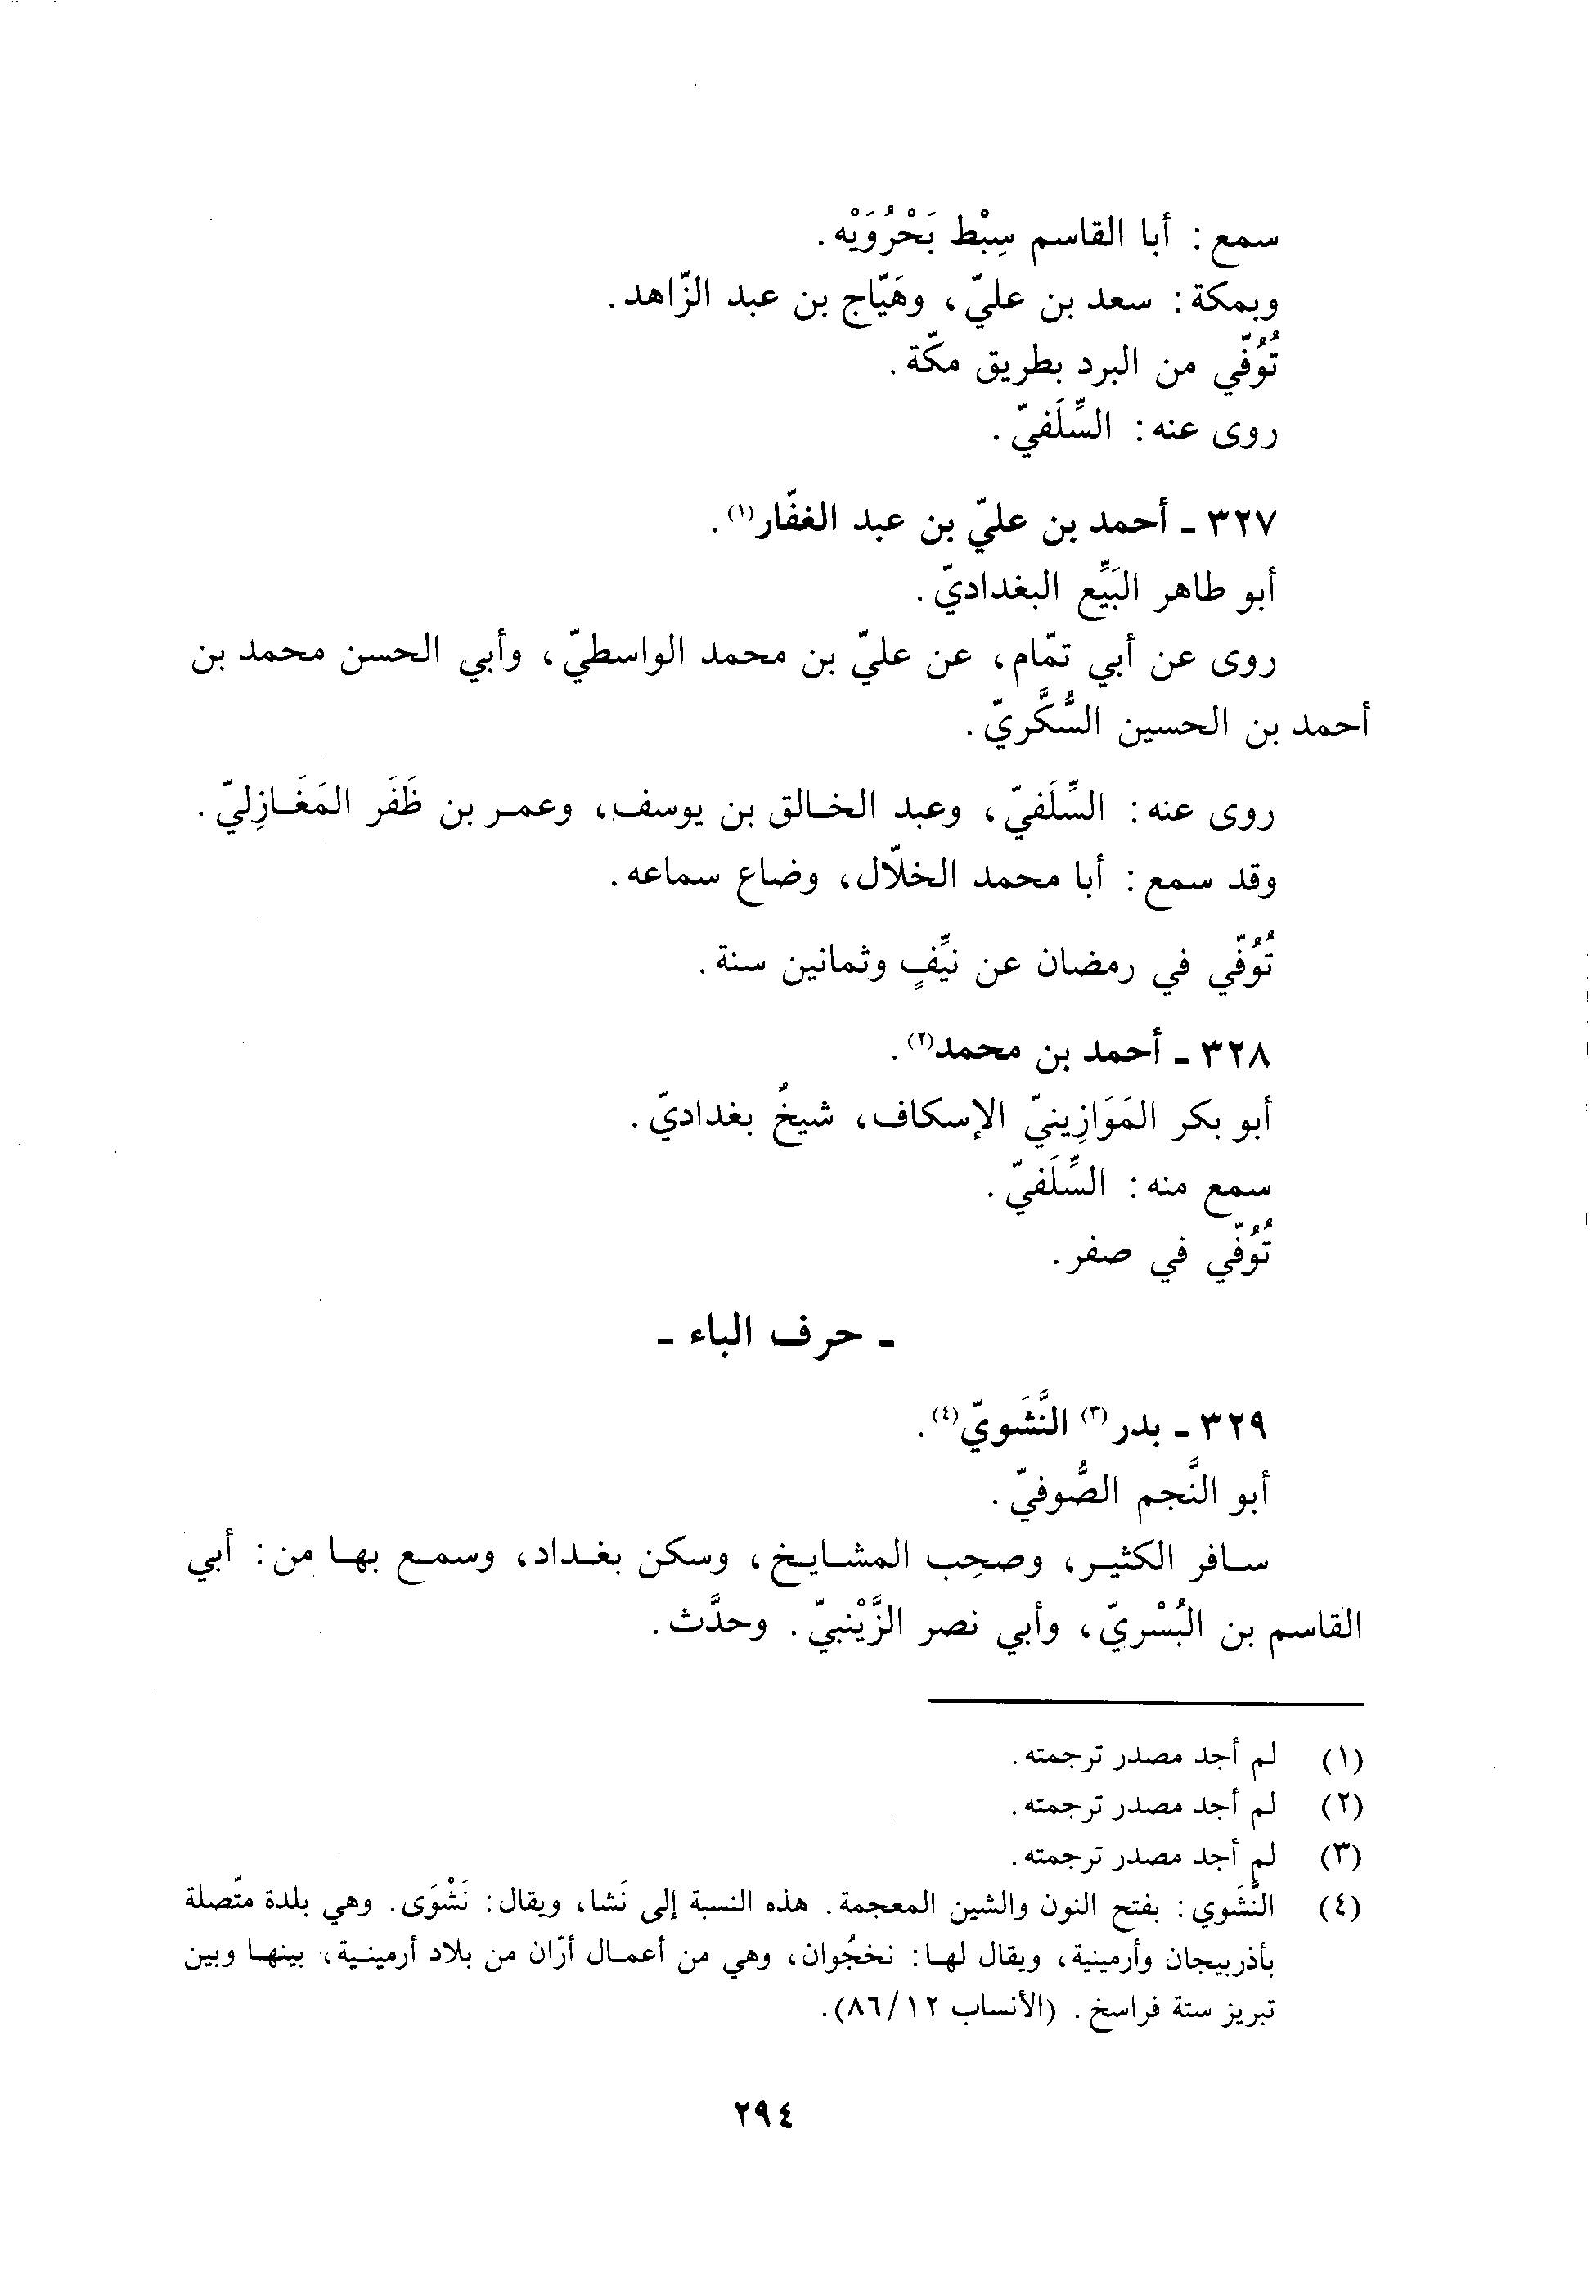 سمع: أبا القاسم سِبْط بَحْرُوَيْه.
وبمكة: سعد بن عليّ، وهَيّاج بن عبد الزّاهد.
تُوُفّي من البرد بطريق مكّة.
روى عنه: السِّلَفيّ.
٣٢٧ ـ أحمد بن عليّ بن عبد الغفّار(١).
أبو طاهر البَيِّع البغداديّ.
روى عن أبي تمّام، عن عليّ بن محمد الواسطيّ، وأبي الحسن محمد بن
أحمد بن الحسين السُّكَّريّ.
روى عنه: السِّلَفيّ، وعبد الخالق بن يوسف، وعمر بن ظَفَر المَغَازِليّ.
وقد سمع: أبا محمد الخلّال، وضاع سماعه.
تُوُفّي في رمضان عن نيِّفٍ وثمانين سنة.
٣٢٨ ـ أحمد بن محمد(٢).
أبو بكر المَوَازِينيّ الإسكاف، شيخٌ بغداديّ.
سمع منه: السِّلَفيّ.
تُوُفّي في صفر.
ـ حرف الباء ـ
٣٢٩ ـ بدر(٣) النَّشَويّ(٤).
أبو النَّجم الصُّوفيّ.
سافر الكثير، وصحِب المشايخ، وسكن بغداد، وسمع بها من: أبي
القاسم بن البُسْريّ، وأبي نصر الزَّيْنبيّ. وحدَّث.
(١) لم أجد مصدر ترجمته.
(٢) لم أجد مصدر ترجمته.
(٣) لم أجد مصدر ترجمته.
(٤) النَّشَوي: بفتح النون والشين المعجمة. هذه النسبة إلى نَشا، ويقال: نَشْوَى. وهي بلدة متّصلة
بأذربيجان وأرمينية، ويقال لها: نخجُوان، وهي من أعمال أرّان من بلاد أرمينية، بينها وبين
تبريز ستة فراسخ. (الأنساب ٨٦/١٢).
٢٩٤